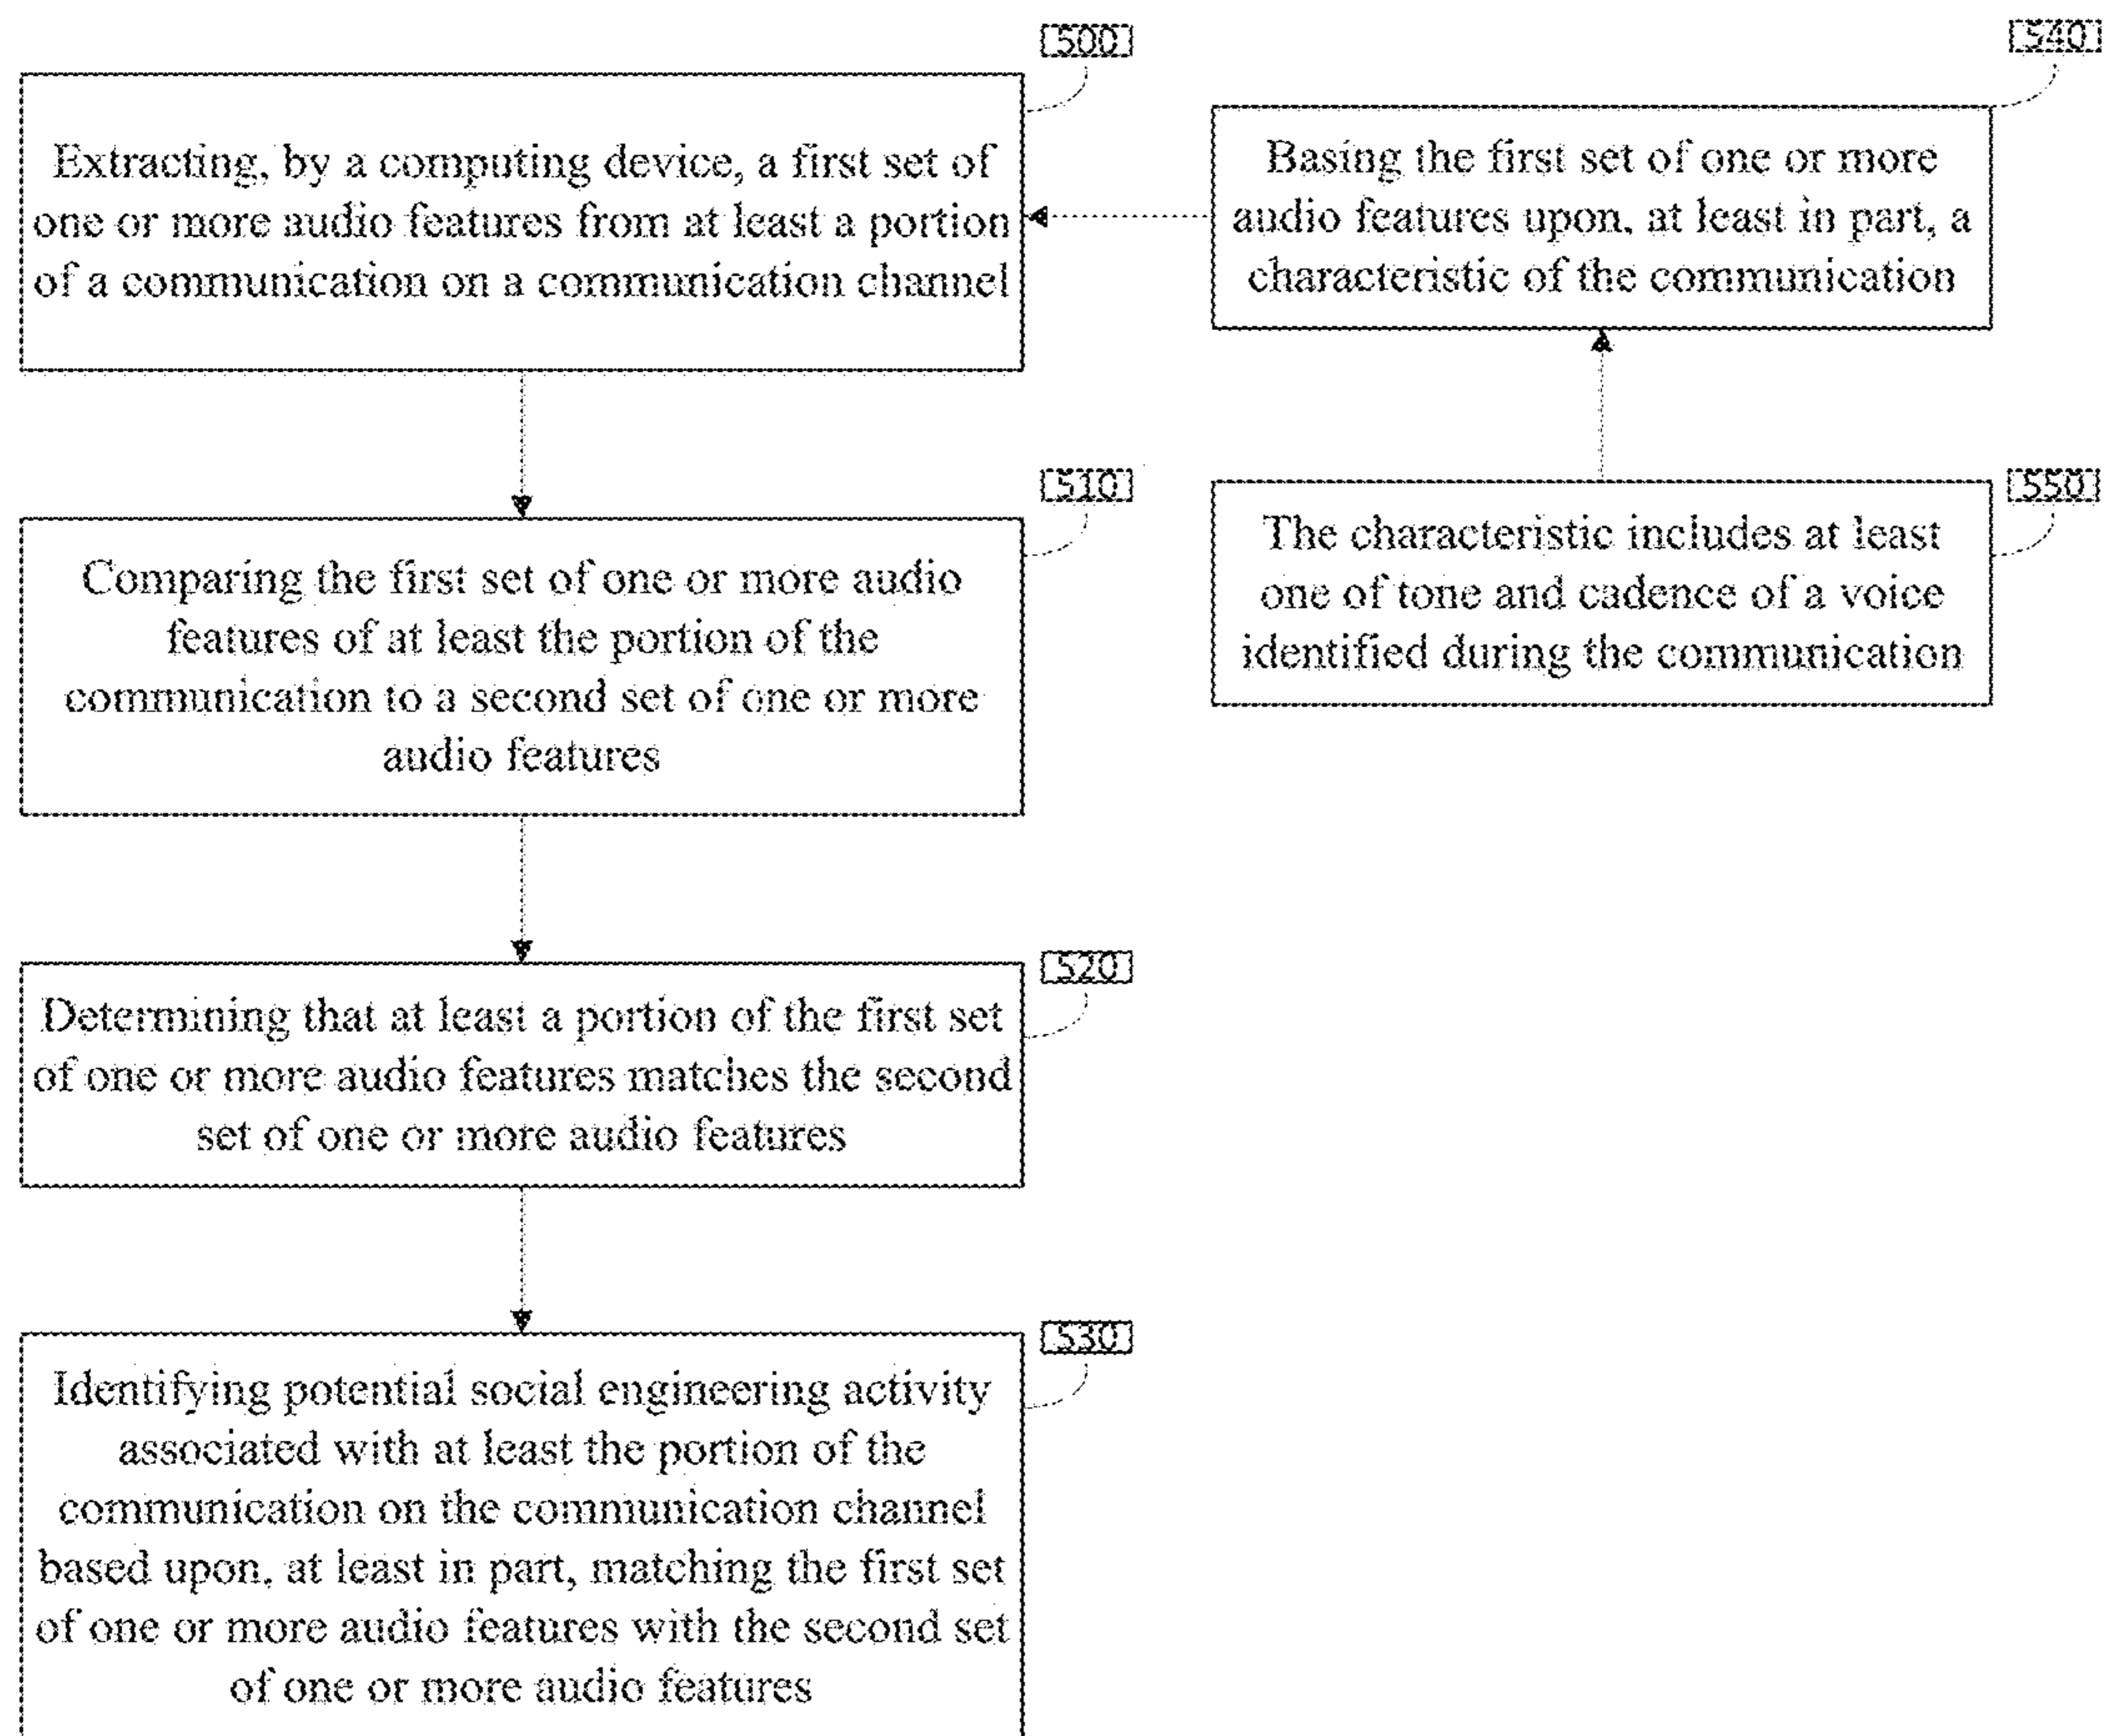 500
Extracting, by a computing device, a first set of
one or more audio features from at least a portion
of a communication on a communication channel
540
Basing the first set of one or more
audio features upon, at least in part, a
characteristic of the communication
510
Comparing the first set of one or more audio
features of at least the portion of the
communication to a second set of one or more
audio features
550
The characteristic includes at least
one of tone and cadence of a voice
identified during the communication
520
Determining that at least a portion of the first set
of one or more audio features matches the second
set of one or more audio features
530
Identifying potential social engineering activity
associated with at least the portion of the
communication on the communication channel
based upon, at least in part, matching the first set
of one or more audio features with the second set
of one or more audio features